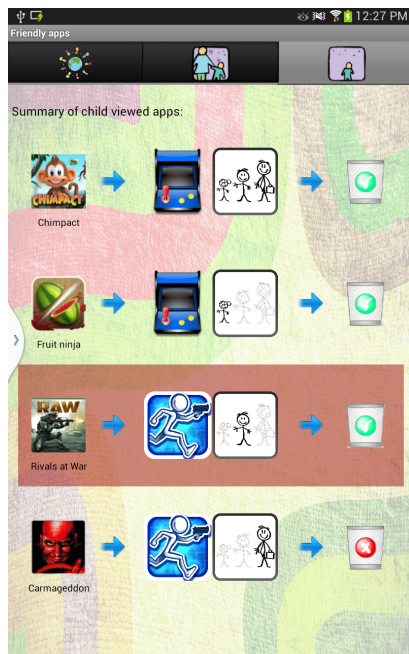 12:27 PM
Friendly apps
Summary of child viewed apps:
CHIMPACT
Chimpact
Fruit ninja
RAW
Rivals at War
Carmageddon